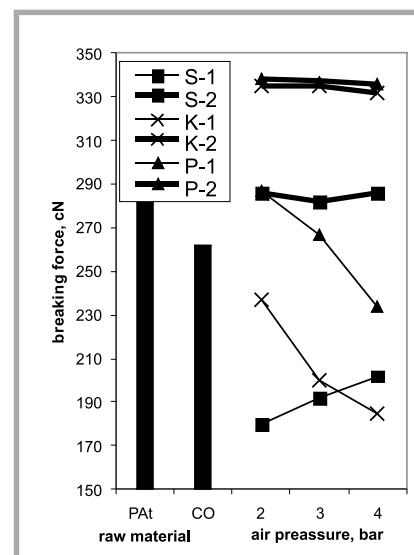 350
330
310
290
270
250
230
210
190
170
150
breaking force, cN
S-1
S-2
K-1
K-2
P-1
P-2
PAt CO 2 3 4
raw material air preassure, bar